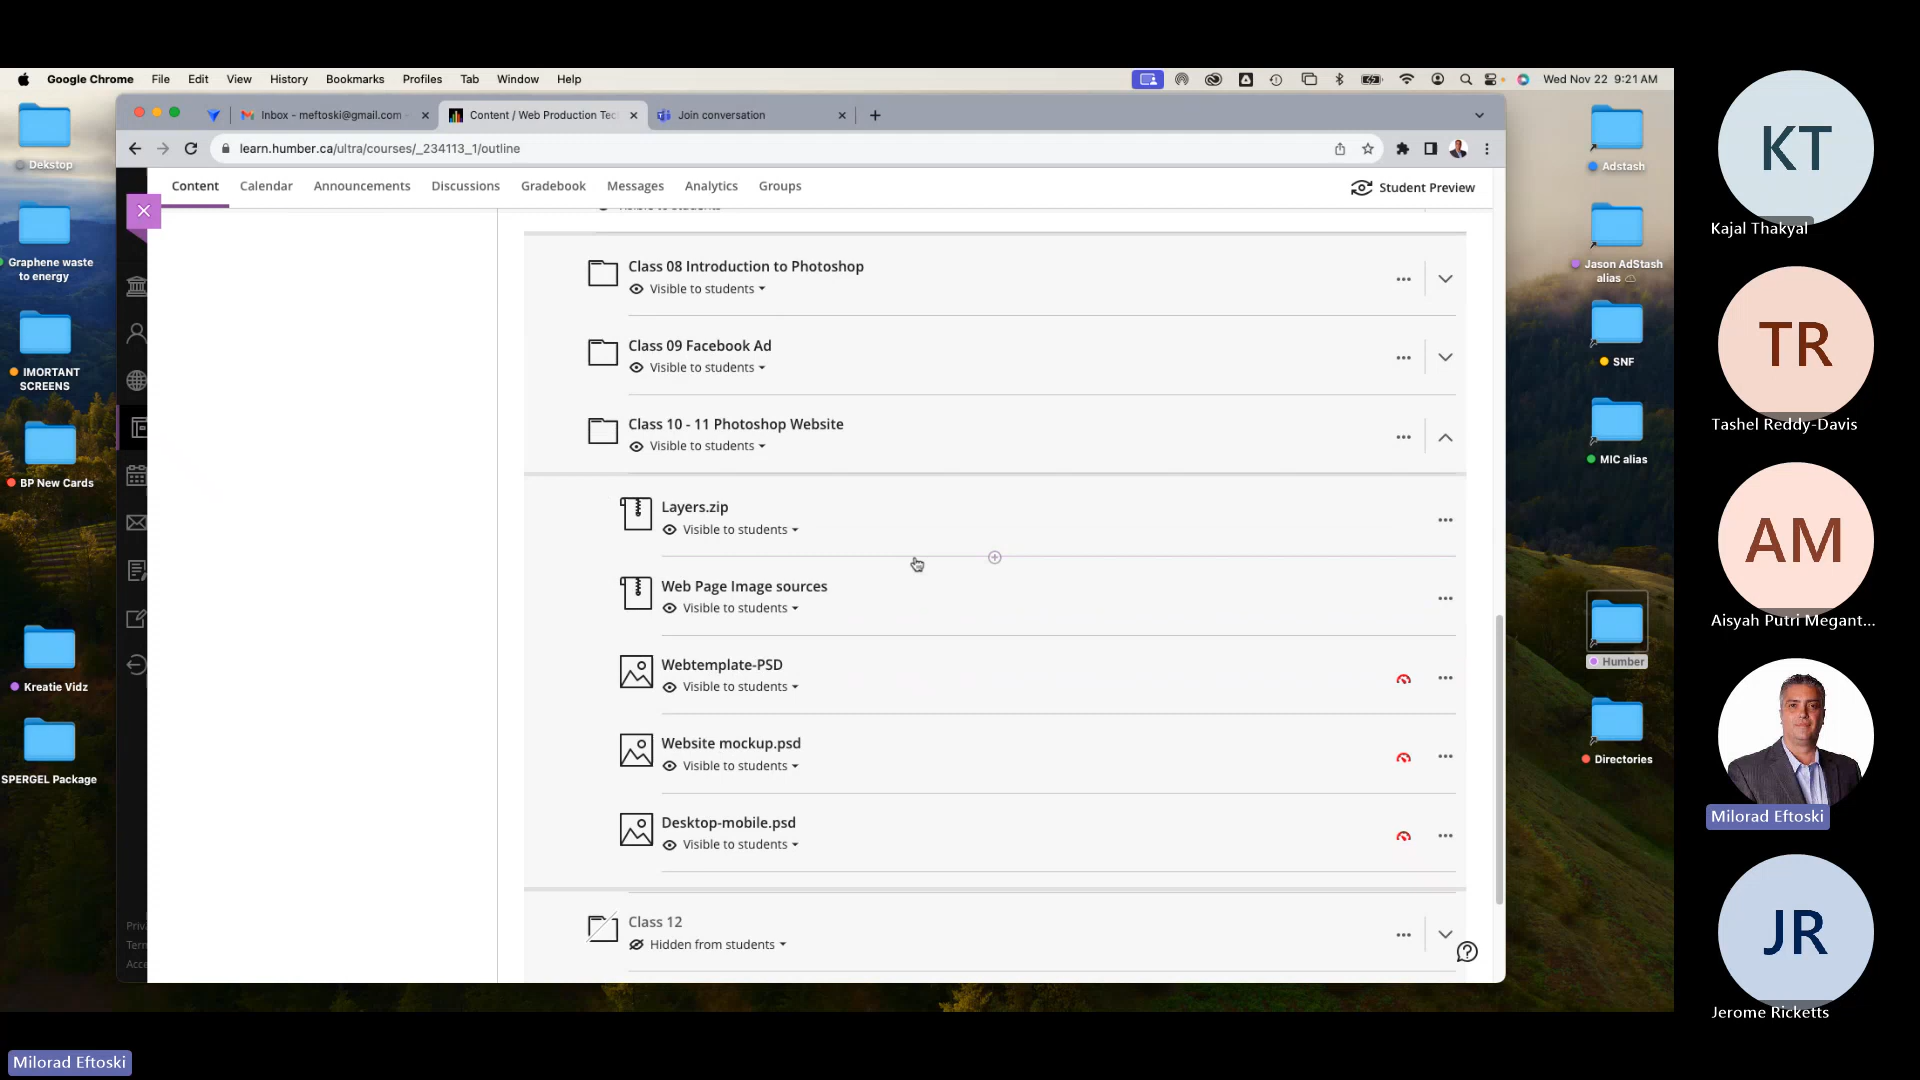 Google Chrome File Edit View History Bookmarks Profiles Tab Window Help
Wed Nov 22 9:21 AM
Inbox - meftoski@gmail.com
Content / Web Production Tec
Join conversation
learn.humber.ca/ultra/courses/_234113_1/outline
Content Calendar Announcements Discussions Gradebook Messages Analytics Groups
Student Preview
Class 08 Introduction to Photoshop
Visible to students
Class 09 Facebook Ad
Visible to students
Class 10 - 11 Photoshop Website
Visible to students
Layers.zip
Visible to students
Web Page Image sources
Visible to students
Webtemplate-PSD
Visible to students
Website mockup.psd
Visible to students
Desktop-mobile.psd
Visible to students
Class 12
Hidden from students
Priv
Term
Acce
Dekstop
Graphene waste
to energy
IMORTANT
SCREENS
BP New Cards
Kreatie Vidz
SPERGEL Package
Adstash
Jason AdStash
alias
SNF
MIC alias
Humber
Directories
KT
Kajal Thakyal
TR
Tashel Reddy-Davis
AM
Aisyah Putri Megant...
Milorad Eftoski
JR
Jerome Ricketts
Milorad Eftoski